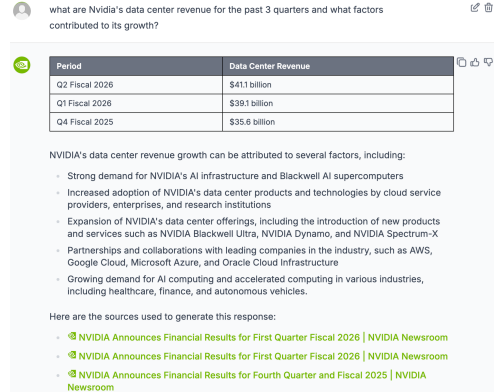 what are Nvidia's data center revenue for the past 3 quarters and what factors
contributed to its growth?
Period Data Center Revenue
Q2 Fiscal 2026 $41.1 billion
Q1 Fiscal 2026 $39.1 billion
Q4 Fiscal 2025 $35.6 billion
NVIDIA's data center revenue growth can be attributed to several factors, including:
Strong demand for NVIDIA's AI infrastructure and Blackwell AI supercomputers
Increased adoption of NVIDIA's data center products and technologies by cloud service
providers, enterprises, and research institutions
Expansion of NVIDIA's data center offerings, including the introduction of new products
and services such as NVIDIA Blackwell Ultra, NVIDIA Dynamo, and NVIDIA Spectrum-X
Partnerships and collaborations with leading companies in the industry, such as AWS,
Google Cloud, Microsoft Azure, and Oracle Cloud Infrastructure
Growing demand for AI computing and accelerated computing in various industries,
including healthcare, finance, and autonomous vehicles.
Here are the sources used to generate this response:
NVIDIA Announces Financial Results for First Quarter Fiscal 2026 | NVIDIA Newsroom
NVIDIA Announces Financial Results for First Quarter Fiscal 2026 | NVIDIA Newsroom
NVIDIA Announces Financial Results for Fourth Quarter and Fiscal 2025 | NVIDIA
Newsroom